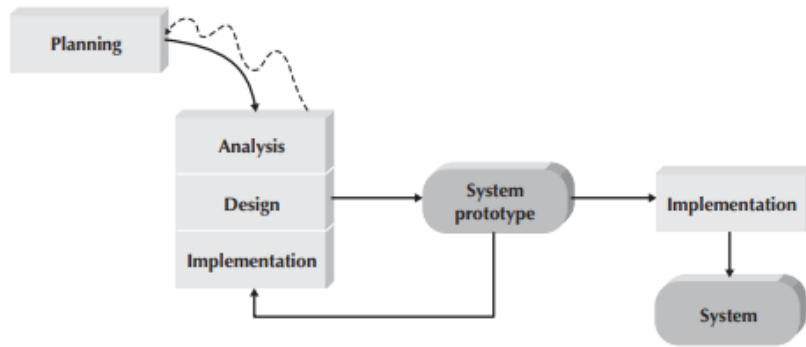 Planning
Analysis
Design
Implementation
System
prototype
Implementation
System